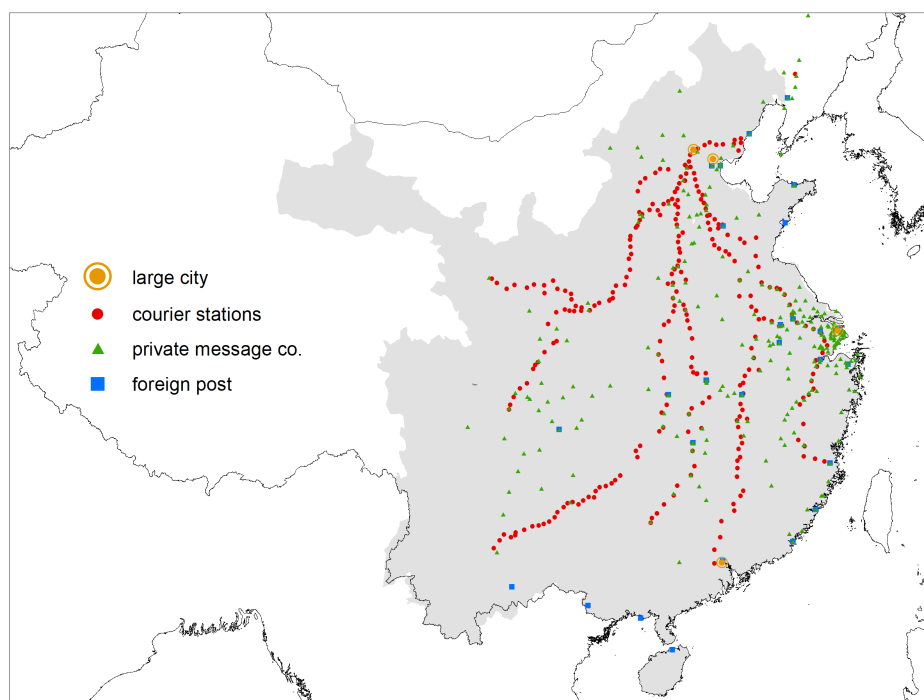 large city
courier stations
private message co.
foreign post